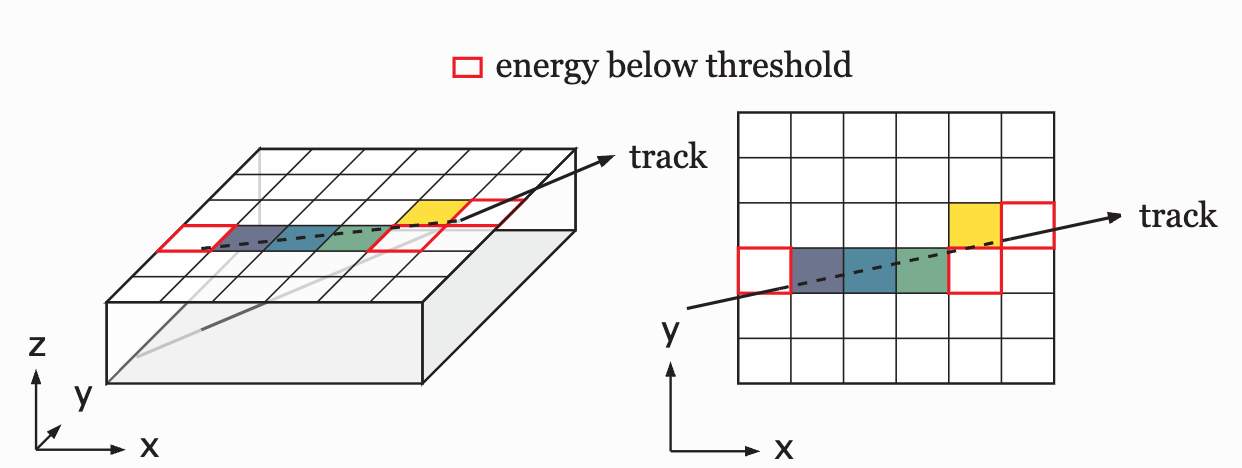 energy below threshold
track
track
z
y
x
y
x